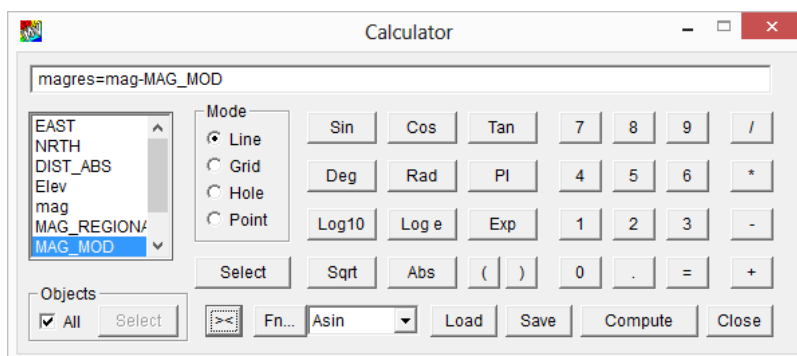 Calculator
magres=mag-MAG_MOD
EAST
NRTH
DIST_ABS
Elev
mag
MAG_REGIONA
MAG_MOD
Mode
Line
Grid
Hole
Point
Sin Cos Tan 7 8 9 /
Deg Rad PI 4 5 6 *
Log10 Log e Exp 1 2 3 -
Select Sqrt Abs ( ) 0 . = +
Objects
All Select >< Fn... Asin Load Save Compute Close